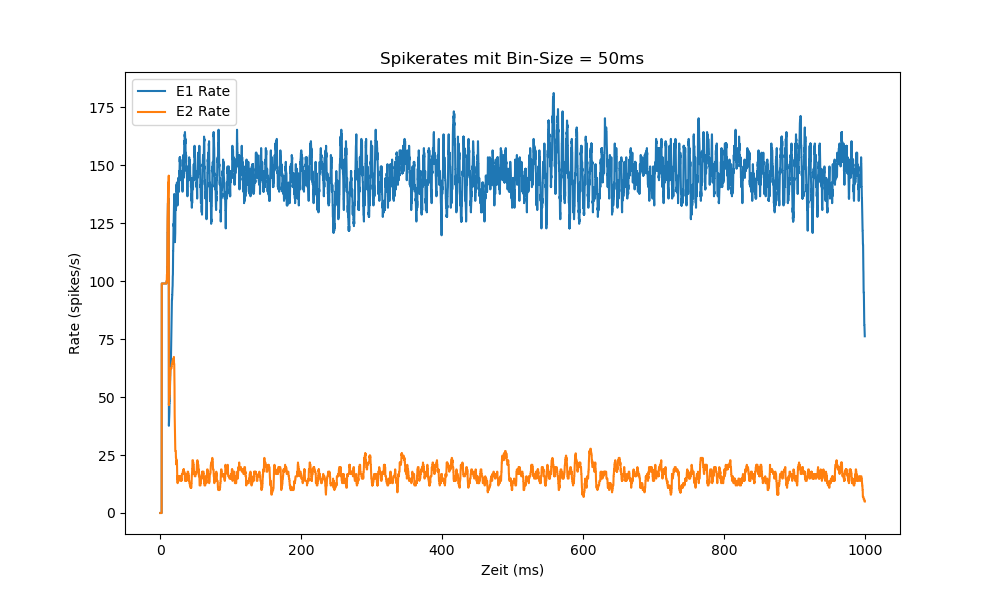 Spikerates mit Bin-Size = 50ms
E1 Rate
E2 Rate
175
150
125
100
75
50
25
0
Rate (spikes/s)
0 200 400 600 800 1000
Zeit (ms)